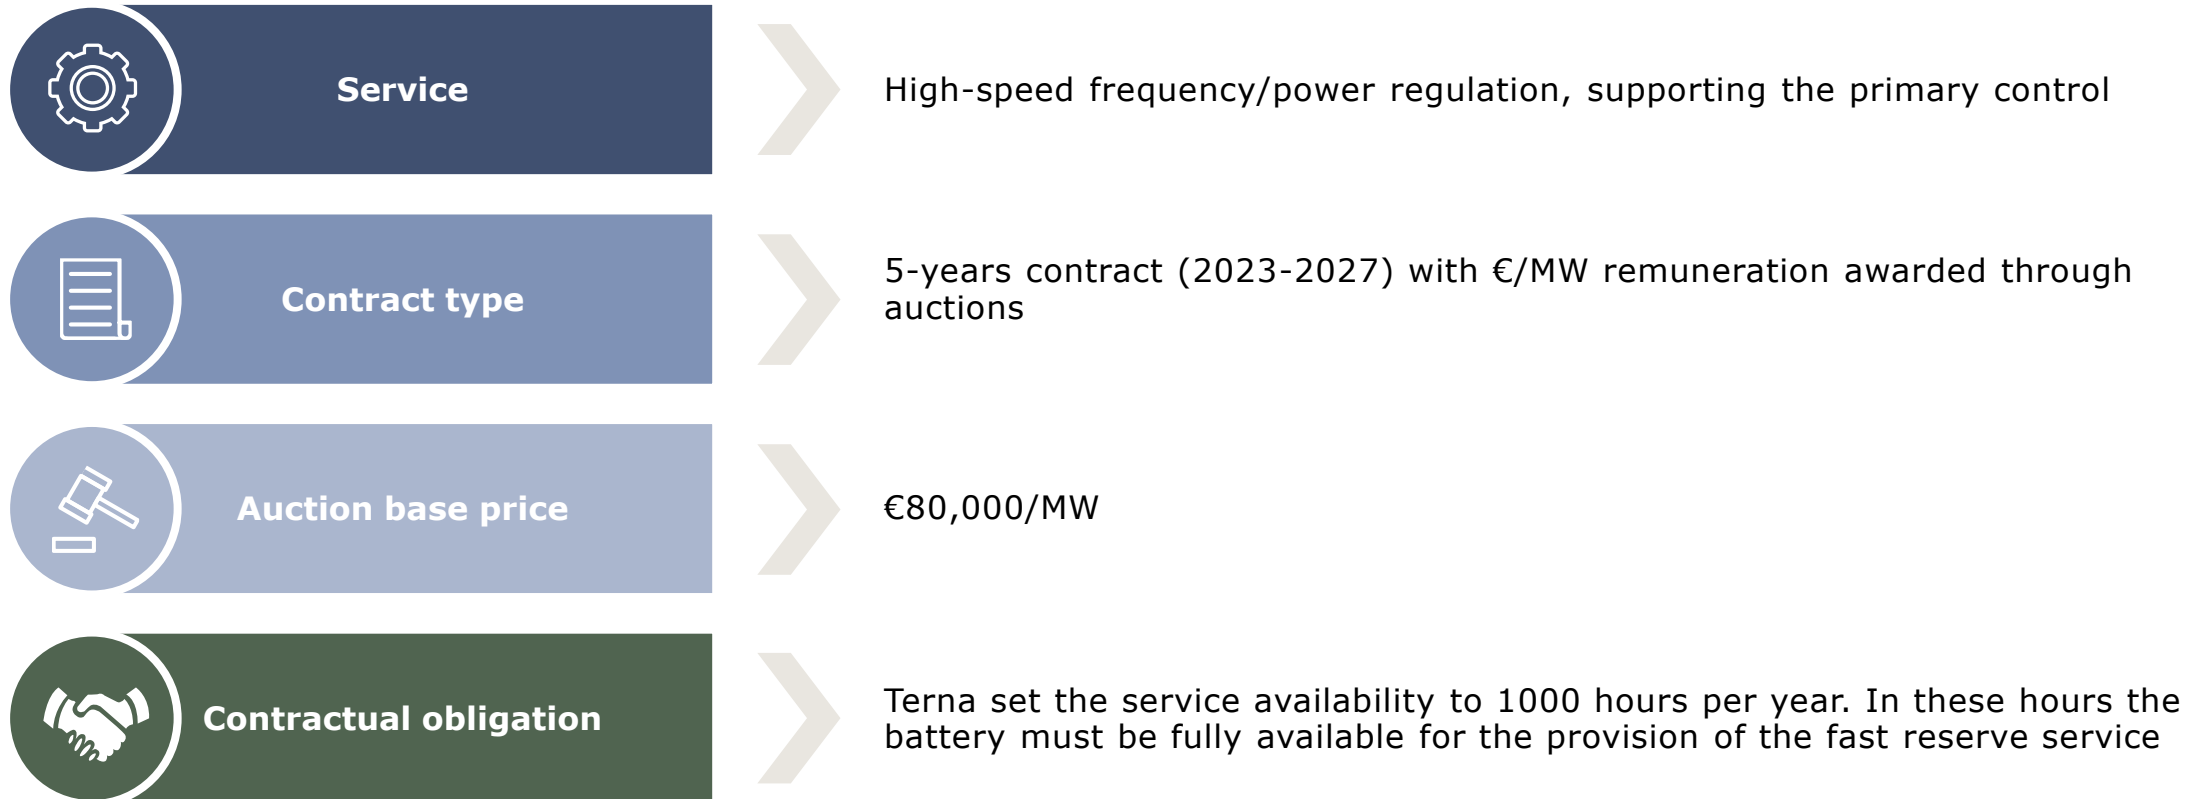 Service
High-speed frequency/power regulation, supporting the primary control
Contract type
5-years contract (2023-2027) with €/MW remuneration awarded through
auctions
Auction base price
€80,000/MW
Contractual obligation
Terna set the service availability to 1000 hours per year. In these hours the
battery must be fully available for the provision of the fast reserve service